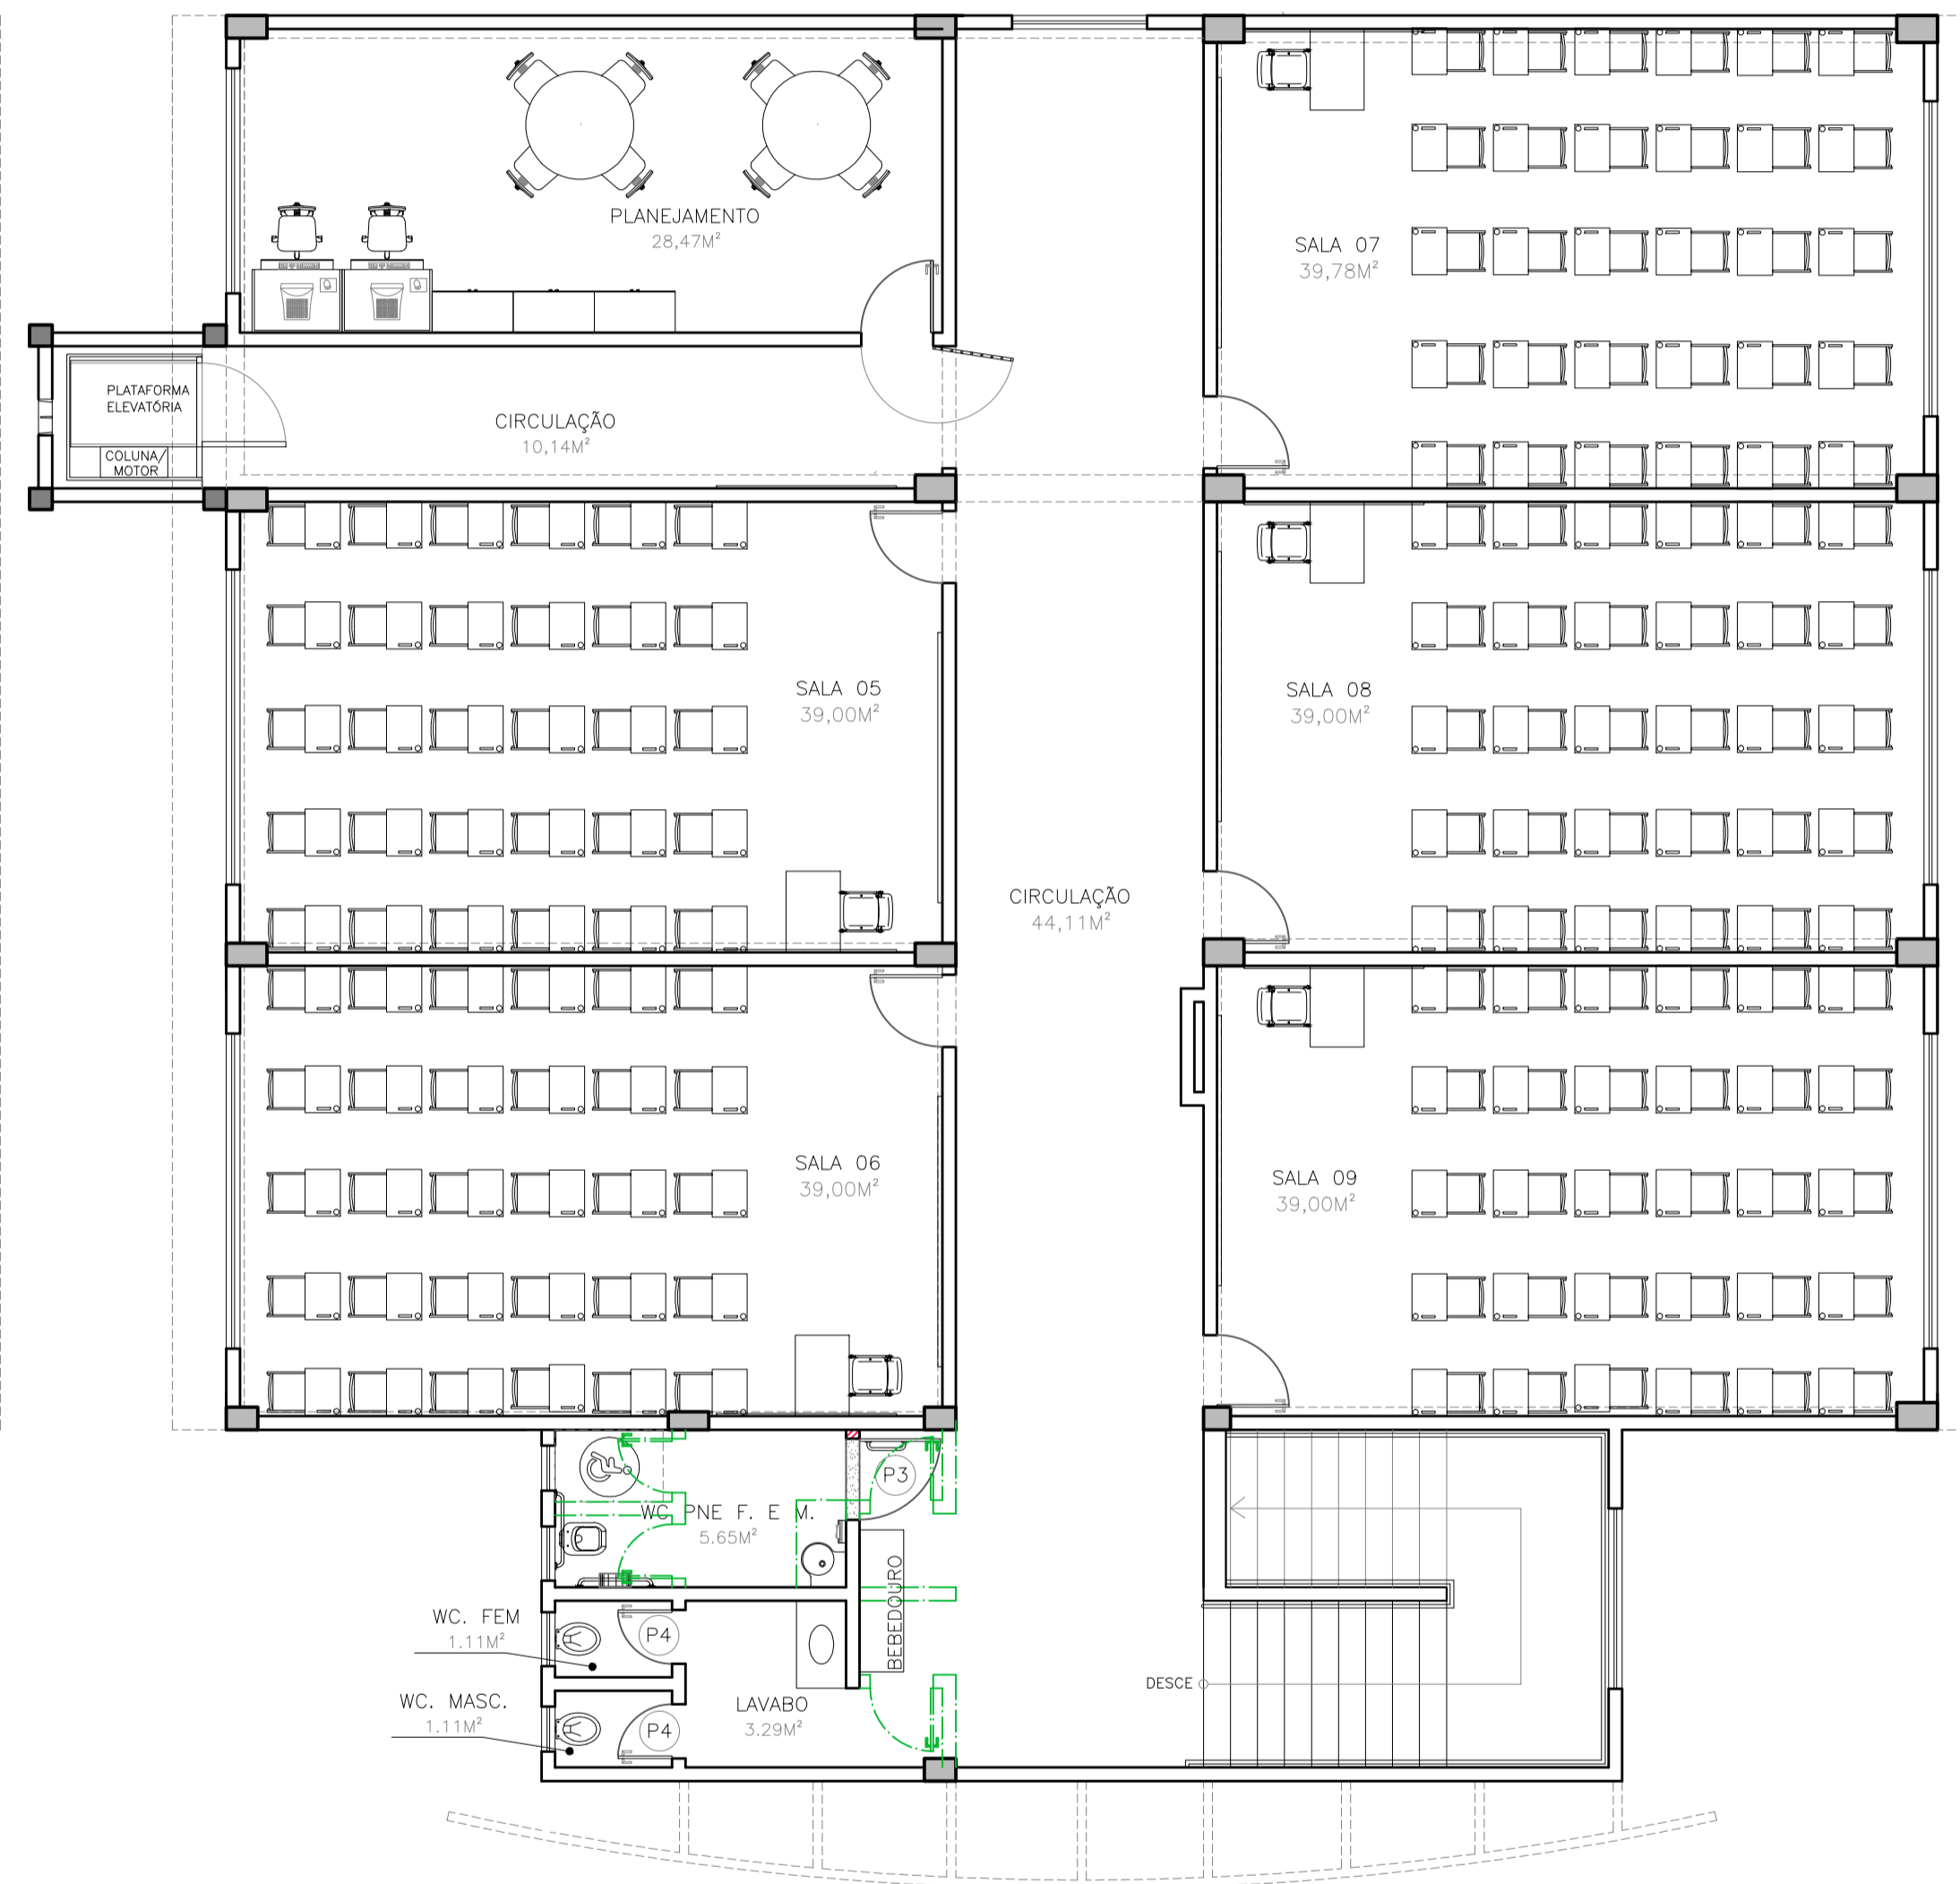 PLANEJAMENTO
28,47M²
SALA 07
39,78M²
PLATAFORMA
ELEVATÓRIA
COLUNA/
MOTOR
CIRCULAÇÃO
10,14M²
SALA 05
39,00M²
SALA 08
39,00M²
CIRCULAÇÃO
44,11M²
SALA 06
39,00M²
SALA 09
39,00M²
P3
WC PNE F. E M.
5.65M²
BEBEDOURO
WC. FEM
1.11M²
P4
WC. MASC.
1.11M²
P4
LAVABO
3.29M²
DESCE